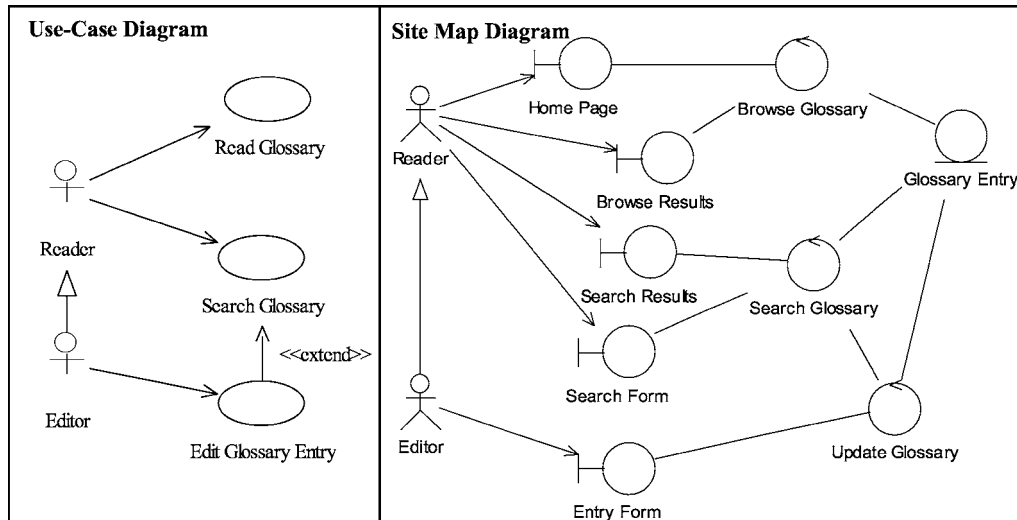 Use-Case Diagram
Read Glossary
Reader
Search Glossary
<<extend>>
Editor
Edit Glossary Entry
Site Map Diagram
Home Page
Browse Glossary
Reader
Glossary Entry
Browse Results
Search Results
Search Glossary
Search Form
Editor
Update Glossary
Entry Form